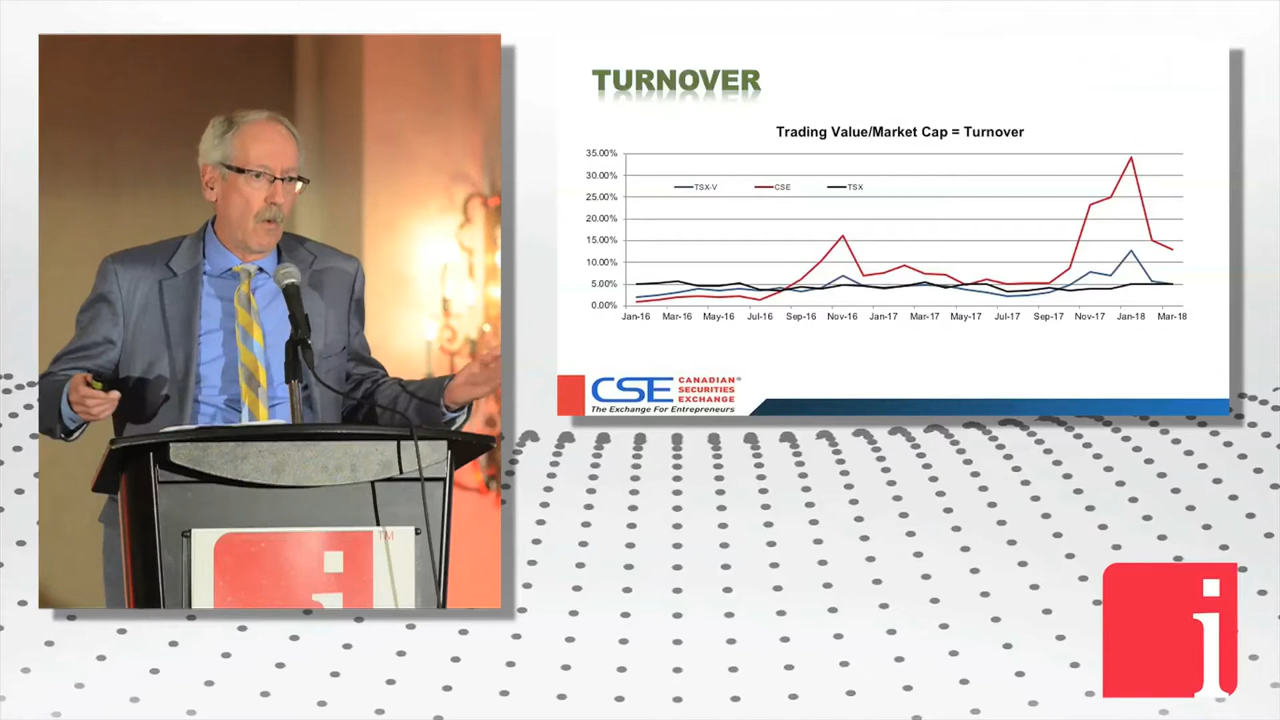 TURNOVER
Trading Value/Market Cap = Turnover
35.00%
30.00%
25.00%
20.00%
15.00%
10.00%
5.00%
0.00%
TSX-V CSE TSX
Jan-16 Mar-16 May-16 Jul-16 Sep-16 Nov-16 Jan-17 Mar-17 May-17 Jul-17 Sep-17 Nov-17 Jan-18 Mar-18
CSE CANADIAN
SECURITIES
EXCHANGE®
The Exchange For Entrepreneurs
i TM
i